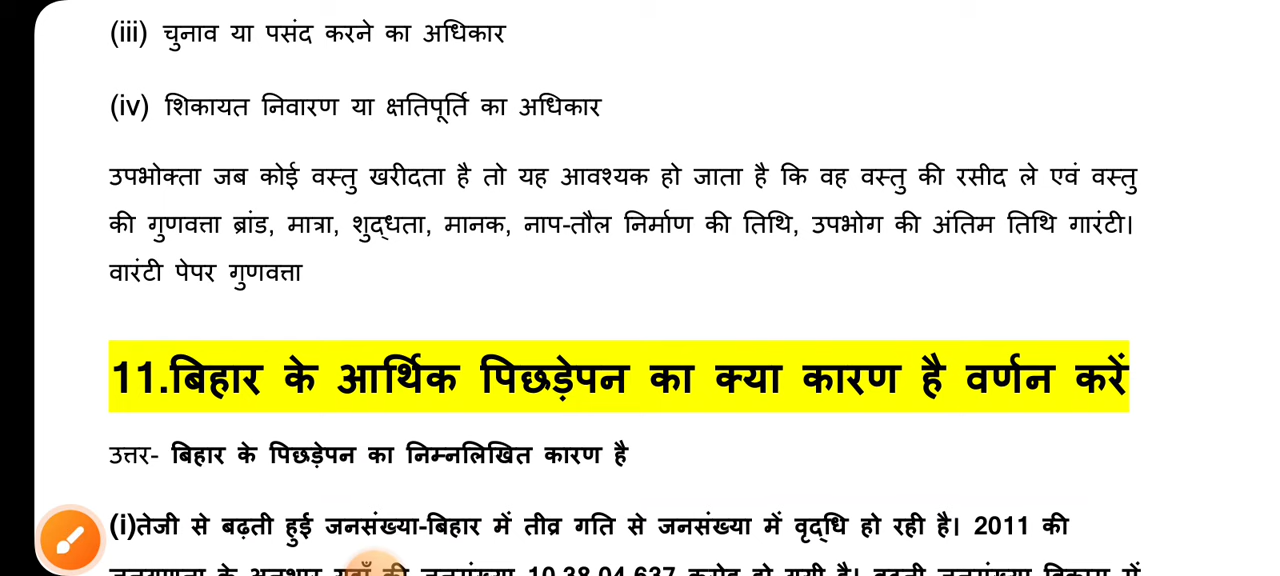 (iii) चुनाव या पसंद करने का अधिकार
(iv) शिकायत निवारण या क्षतिपूर्ति का अधिकार
उपभोक्ता जब कोई वस्तु खरीदता है तो यह आवश्यक हो जाता है कि वह वस्तु की रसीद ले एवं वस्तु
की गुणवत्ता ब्रांड, मात्रा, शुद्धता, मानक, नाप-तौल निर्माण की तिथि, उपभोग की अंतिम तिथि गारंटी।
वारंटी पेपर गुणवत्ता
11.बिहार के आर्थिक पिछड़ेपन का क्या कारण है वर्णन करें
उत्तर- बिहार के पिछड़ेपन का निम्नलिखित कारण है
(i)तेजी से बढ़ती हुई जनसंख्या-बिहार में तीव्र गति से जनसंख्या में वृद्धि हो रही है। 2011 की